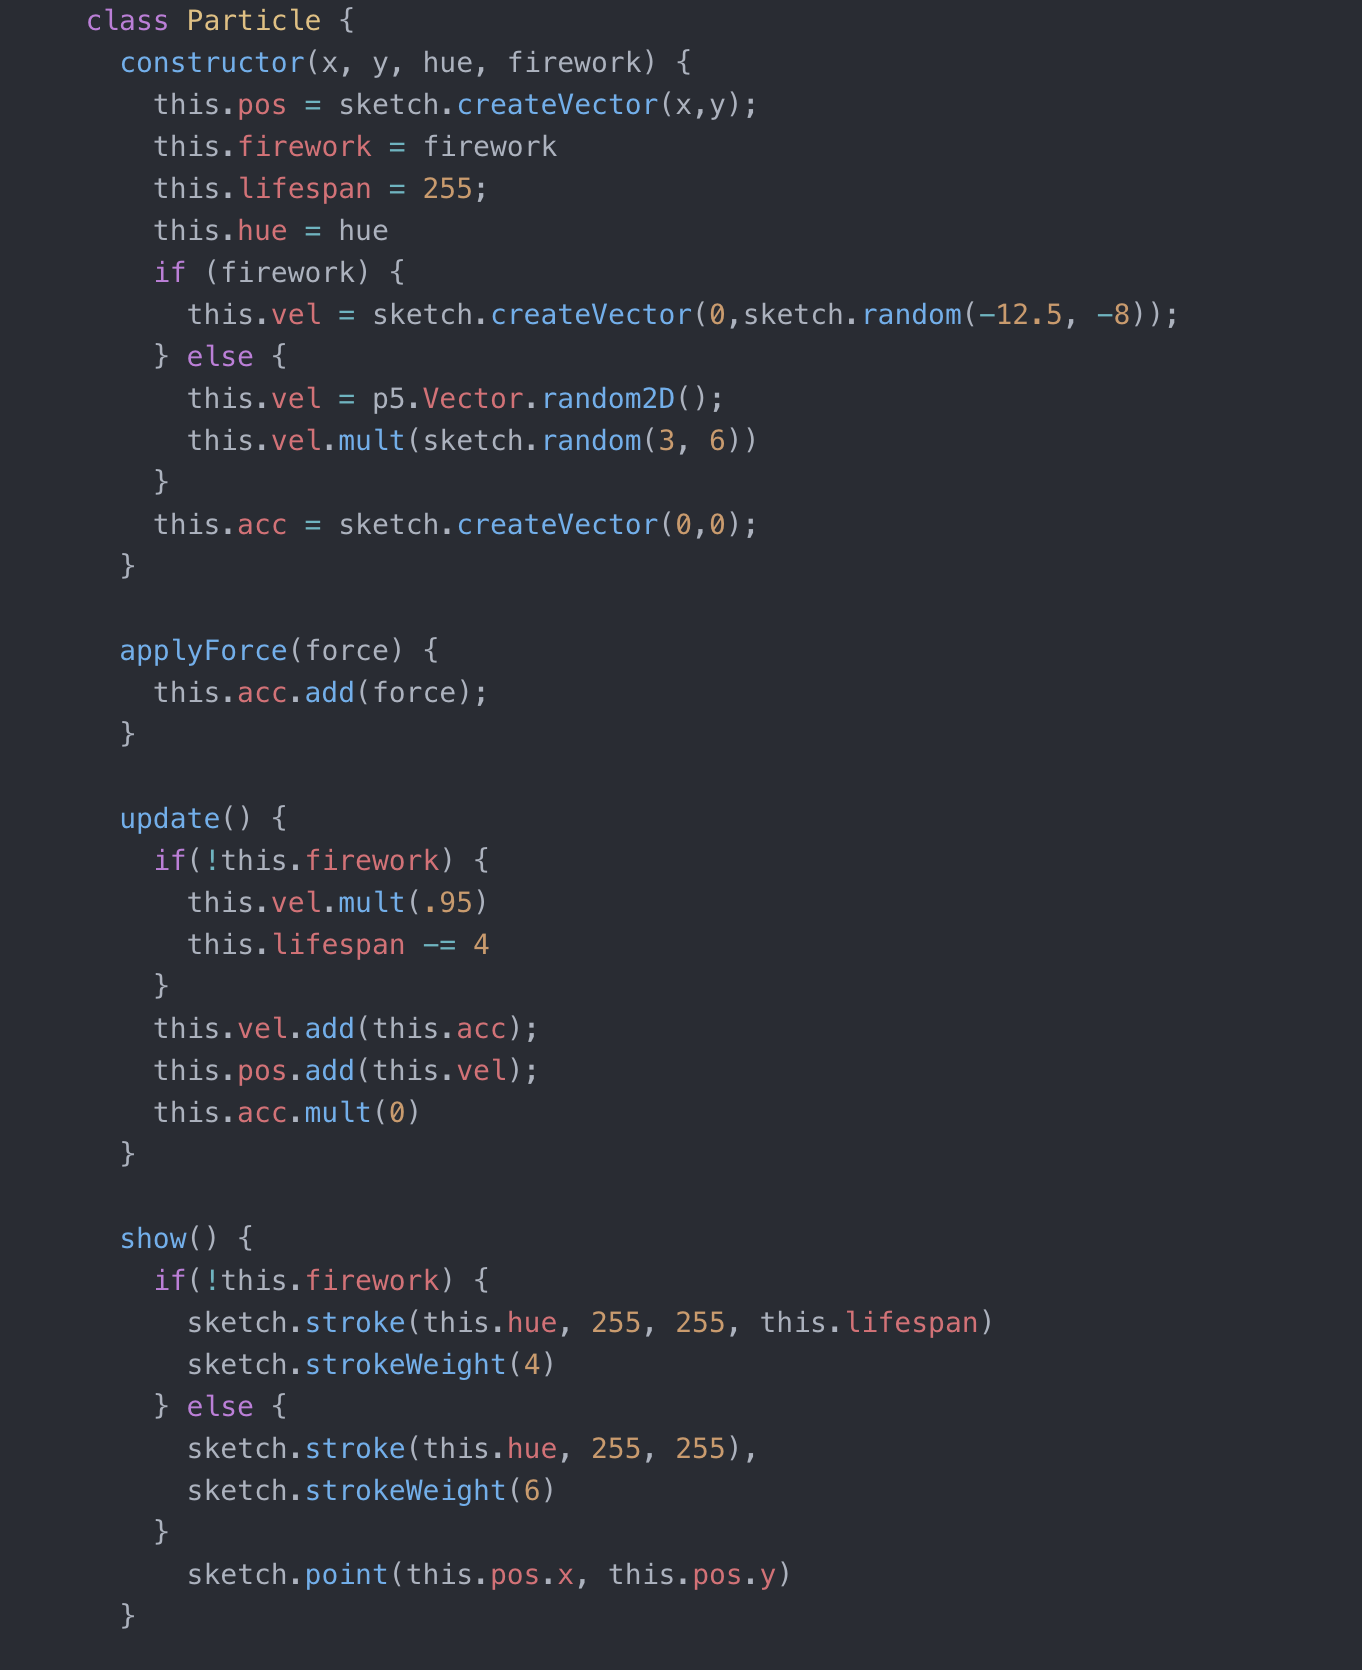 class Particle {
  constructor(x, y, hue, firework) {
    this.pos = sketch.createVector(x,y);
    this.firework = firework
    this.lifespan = 255;
    this.hue = hue
    if (firework) {
      this.vel = sketch.createVector(0,sketch.random(-12.5, -8));
    } else {
      this.vel = p5.Vector.random2D();
      this.vel.mult(sketch.random(3, 6))
    }
    this.acc = sketch.createVector(0,0);
  }

  applyForce(force) {
    this.acc.add(force);
  }

  update() {
    if(!this.firework) {
      this.vel.mult(.95)
      this.lifespan -= 4
    }
    this.vel.add(this.acc);
    this.pos.add(this.vel);
    this.acc.mult(0)
  }

  show() {
    if(!this.firework) {
      sketch.stroke(this.hue, 255, 255, this.lifespan)
      sketch.strokeWeight(4)
    } else {
      sketch.stroke(this.hue, 255, 255),
      sketch.strokeWeight(6)
    }
      sketch.point(this.pos.x, this.pos.y)
  }